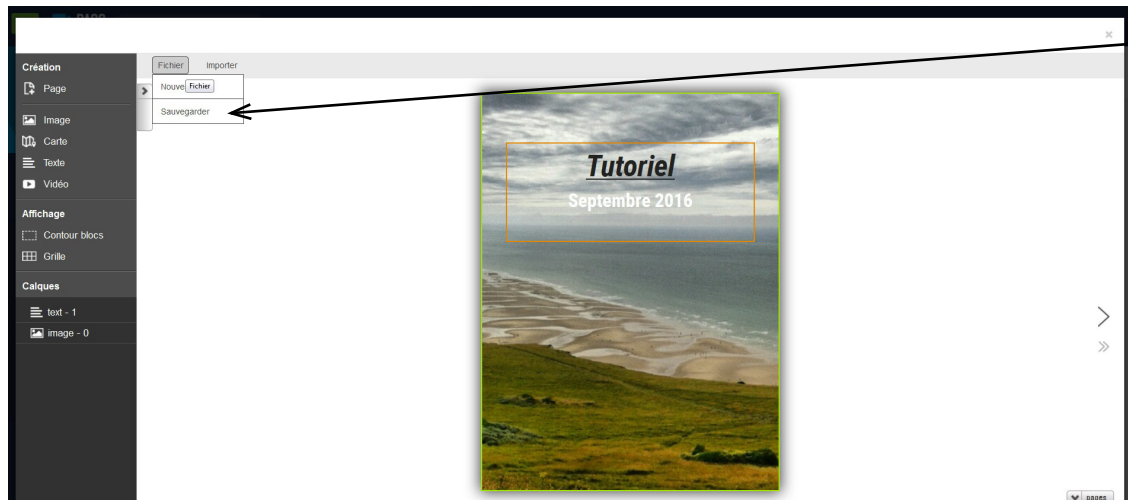 ×
Création
Page
Image
Carte
Texte
Vidéo
Affichage
Contour blocs
Grille
Calques
text - 1
image - 0
Fichier Importer
Fichier
Sauvegarder
Tutoriel
Septembre 2016
pages